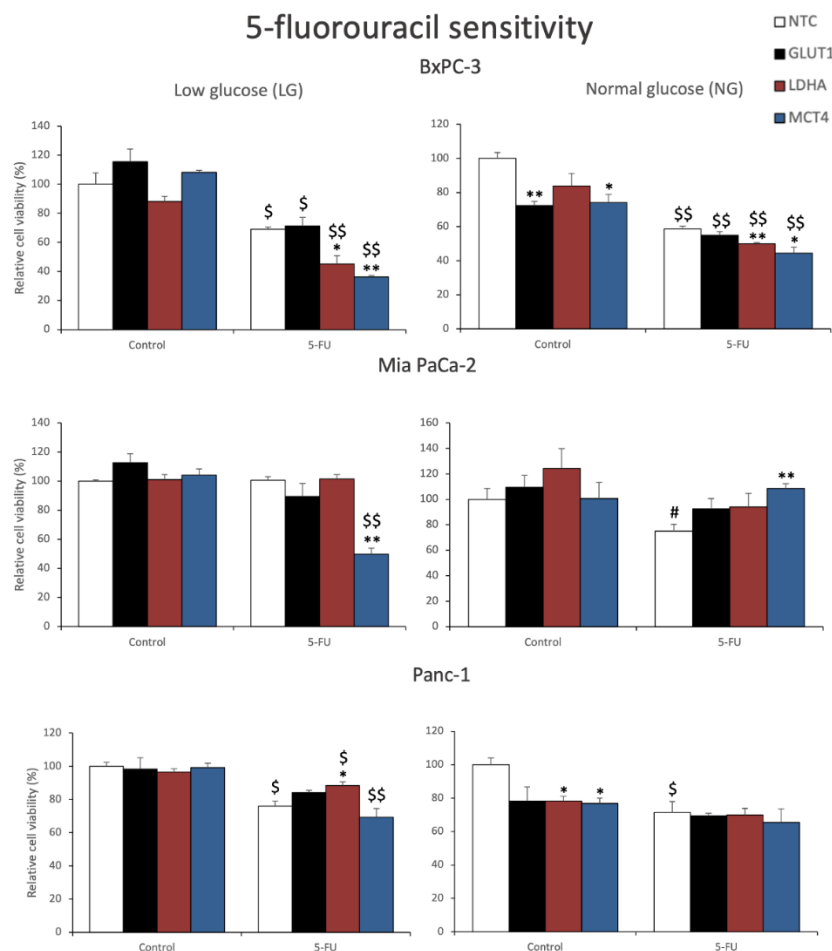 5-fluorouracil sensitivity
NTC
GLUT1
LDHA
MCT4
BxPC-3
Low glucose (LG)
Normal glucose (NG)
Relative cell viability (%)
140
120
100
80
60
40
20
0
$
$
$$
*
$$
**
Control
5-FU
120
100
80
60
40
20
0
**
*
$$
$$
$$
**
$$
*
Control
5-FU
Mia PaCa-2
Relative cell viability (%)
140
120
100
80
60
40
20
0
$$
**
Control
5-FU
160
140
120
100
80
60
40
20
0
#
**
Control
5-FU
Panc-1
Relative cell viability (%)
120
100
80
60
40
20
0
$
$
*
$$
Control
5-FU
120
100
80
60
40
20
0
*
*
$
Control
5-FU